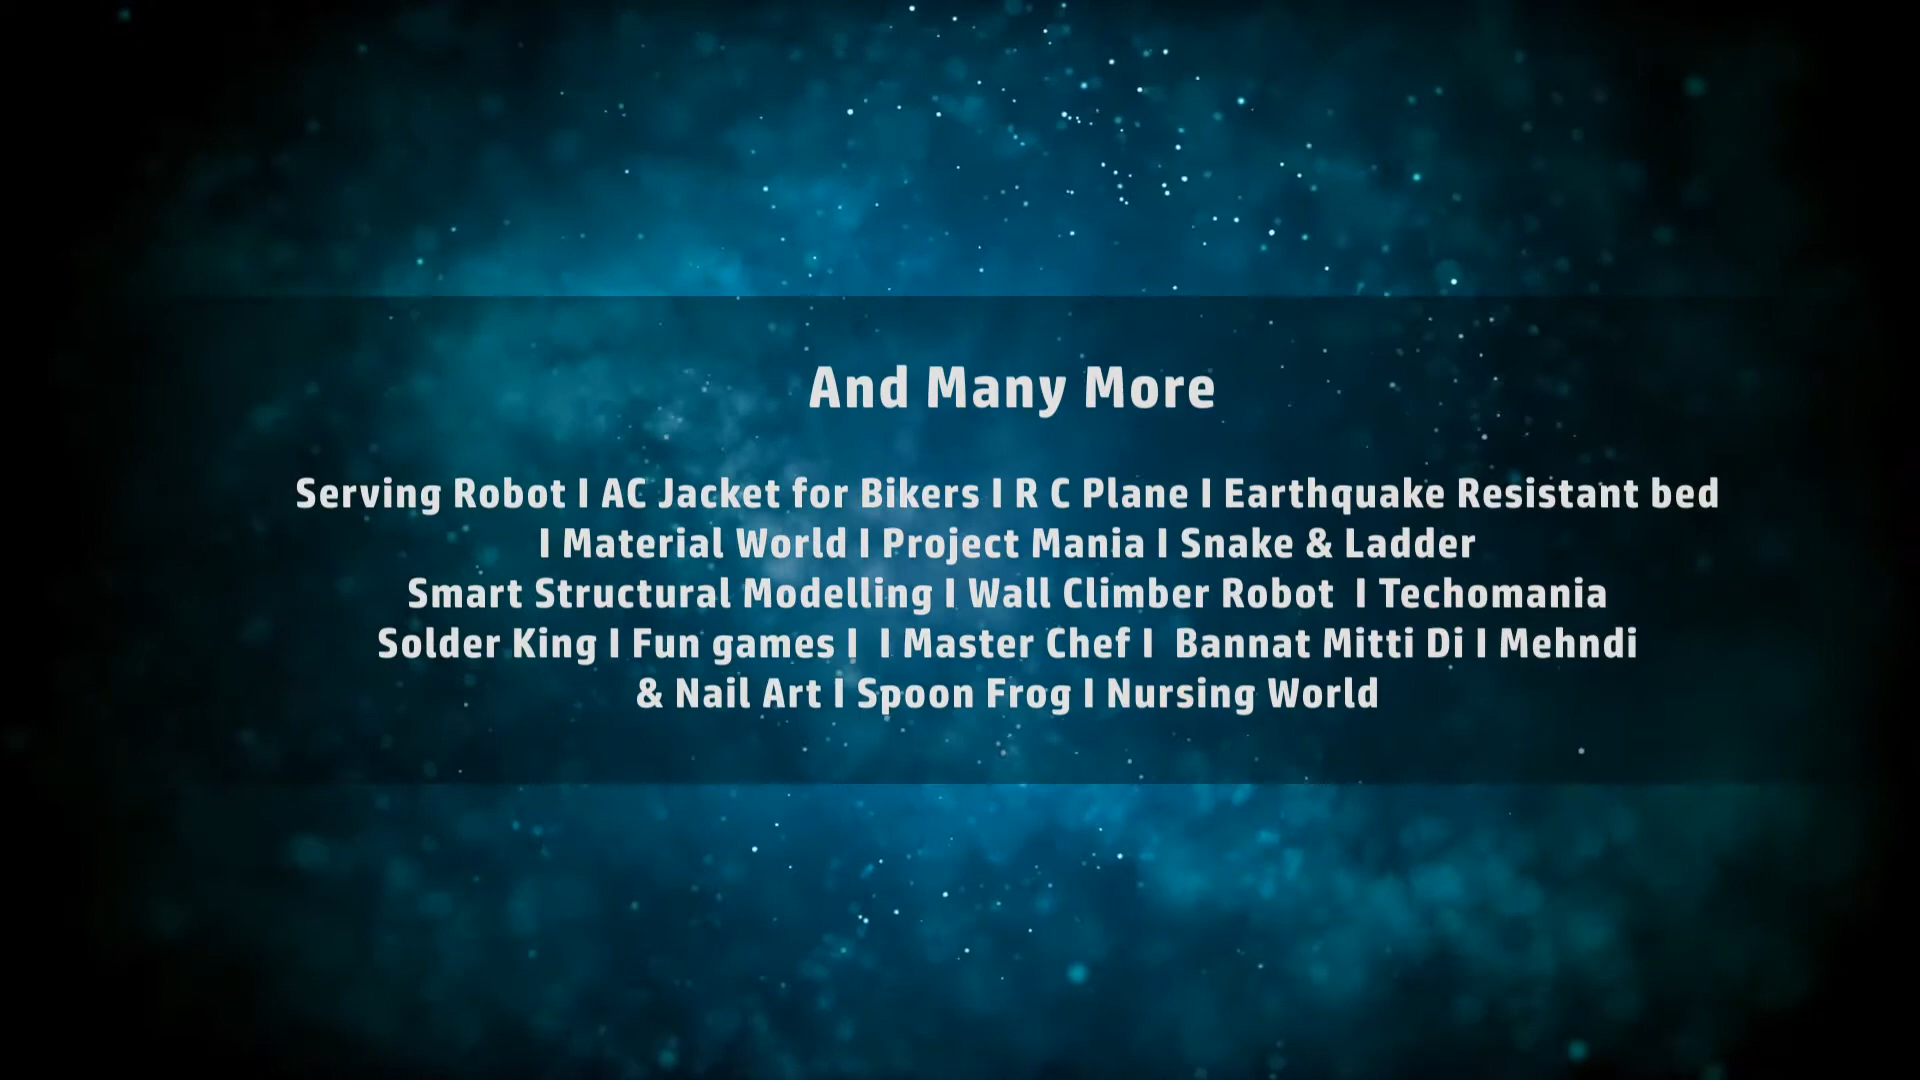 And Many More
Serving Robot I AC Jacket for Bikers I R C Plane I Earthquake Resistant bed
I Material World I Project Mania I Snake & Ladder
Smart Structural Modelling I Wall Climber Robot  I Techomania
Solder King I Fun games I  I Master Chef I  Bannat Mitti Di I Mehndi
& Nail Art I Spoon Frog I Nursing World